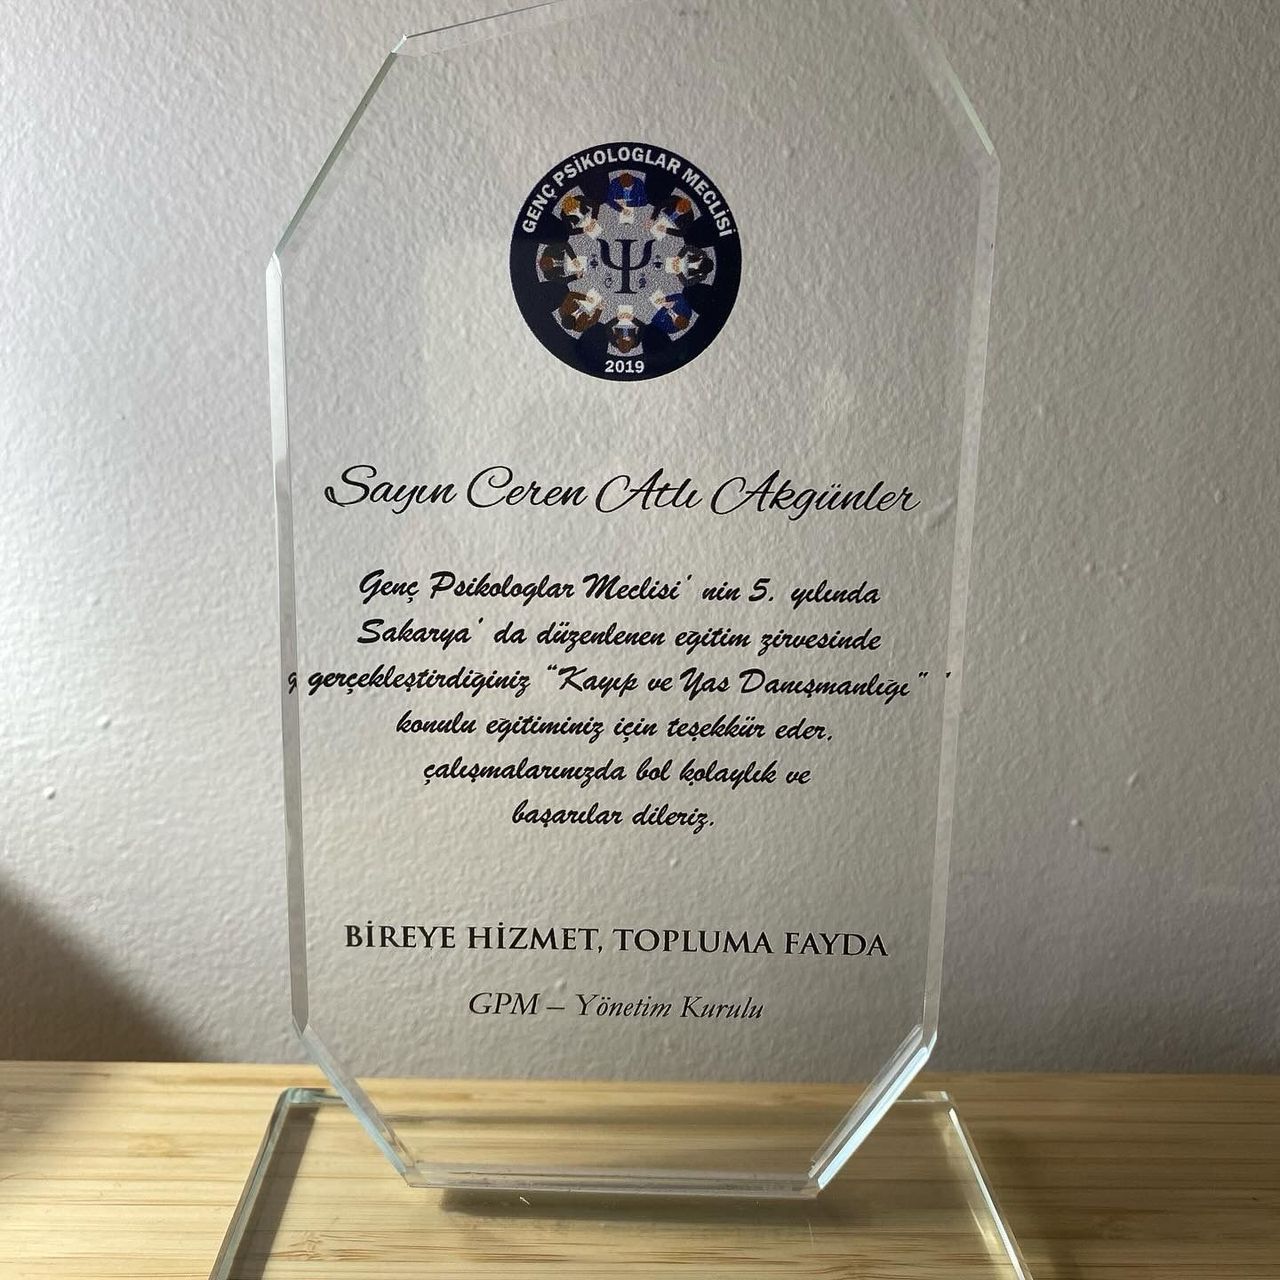 GENÇ PSİKOLOGLAR MECLİSİ
Ψ
2019
Sayın Ceren Atlı Akgünler
Genç Psikologlar Meclisi' nin 5. yılında
Sakarya' da düzenlenen eğitim zirvesinde
gerçekleştirdiğiniz “Kayıp ve Yas Danışmanlığı”
konulu eğitiminiz için teşekkür eder,
çalışmalarınızda bol kolaylık ve
başarılar dileriz.
BİREYE HİZMET, TOPLUMA FAYDA
GPM – Yönetim Kurulu